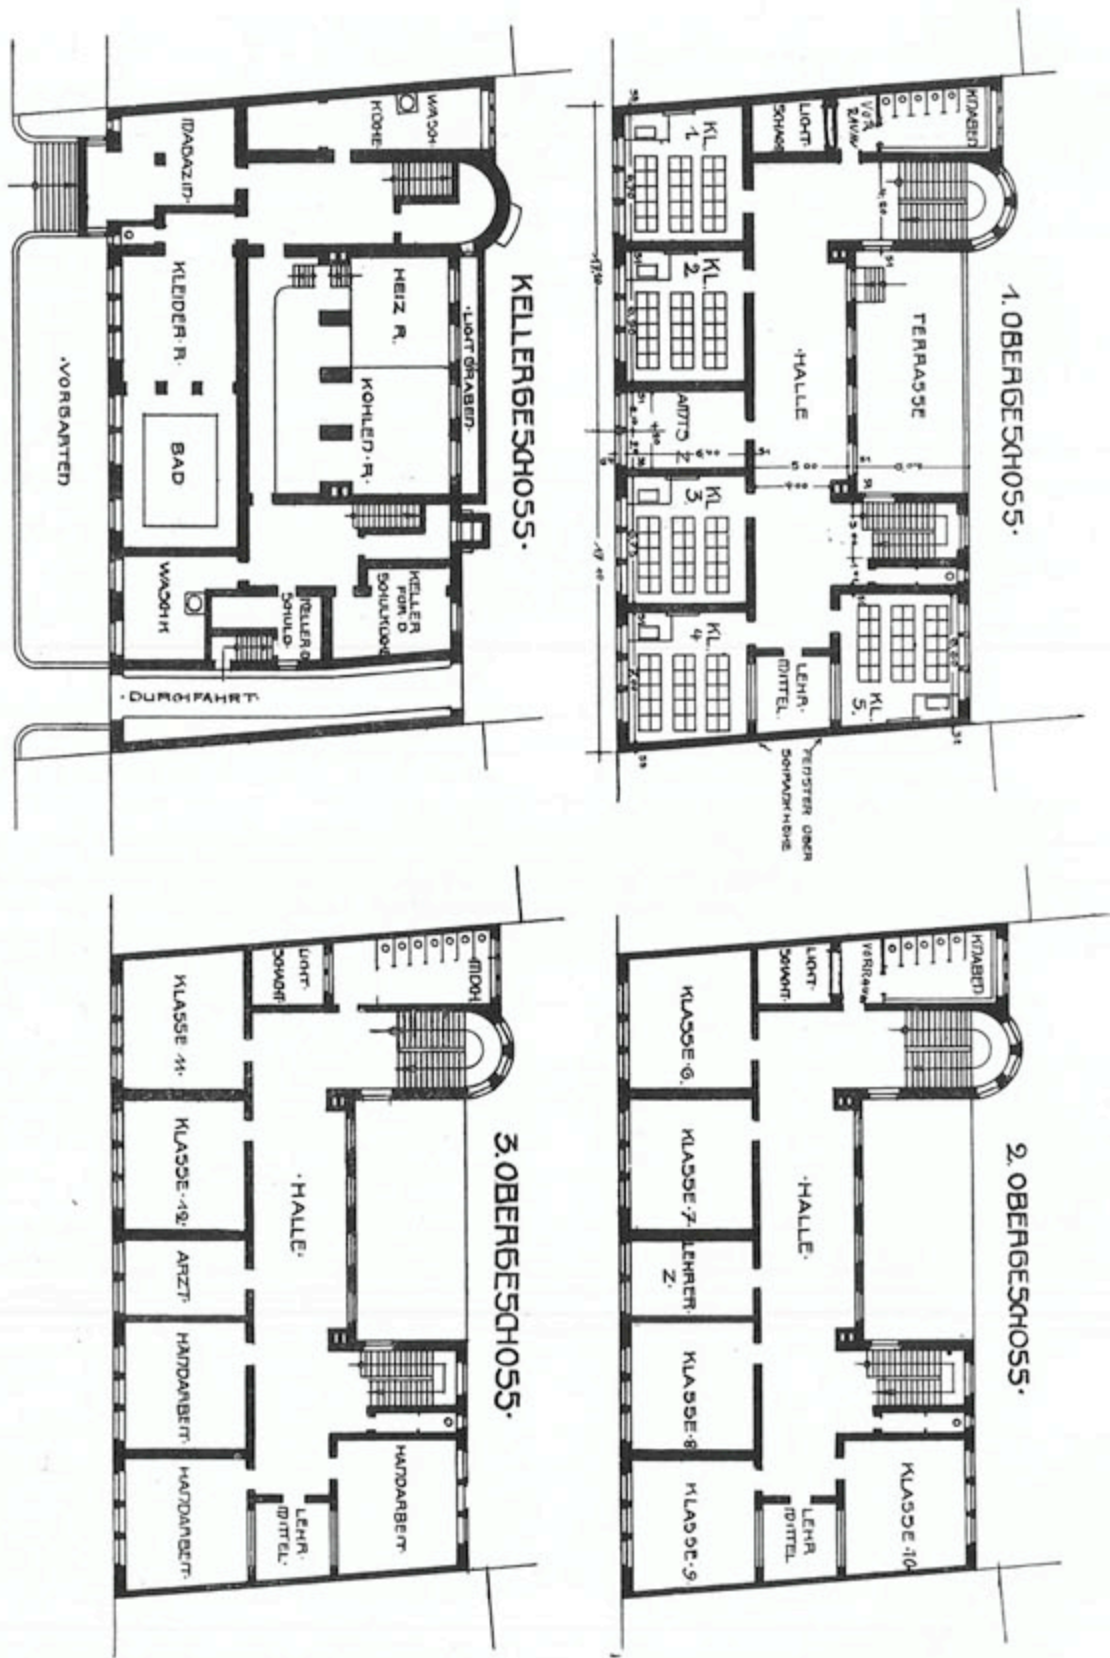 KELLERGESCHOSS.
WASCH
KÜCHE
MAGAZIN.
KLEIDER·R·
BAD
WASCH K
HEIZ R.
KOHLEN·R·
·LICHTGRABEN·
KELLER
FÜR D
SCHULKÜCHE
KELLER D
SCHULD·
·VORGARTEN
·DURCHFAHRT·
1. OBERGESCHOSS·
KNABEN
VOR
RAUM
LICHT·
SCHACHT
KL.
1
KL.
2
AMTS
Z
KL
3
KL.
4
KL.
5.
·HALLE
TERRASSE
LEHR·
MITTEL.
FENSTER ÜBER
SCHRANKHÖHE
3.OBERGESCHOSS·
MDCH.
LICHT·
SCHACHT·
KLASSE·11·
KLASSE·12·
ARZT·
HANDARBEIT·
HANDARBEIT·
HANDARBEIT·
·HALLE·
LEHR·
MITTEL·
2. OBERGESCHOSS·
KNABEN
VORRAUM
LICHT·
SCHACHT·
KLASSE·6.
KLASSE·7·
LEHRER·
Z·
KLASSE·8
KLASSE·9·
KLASSE·10
·HALLE·
LEHR
MITTEL